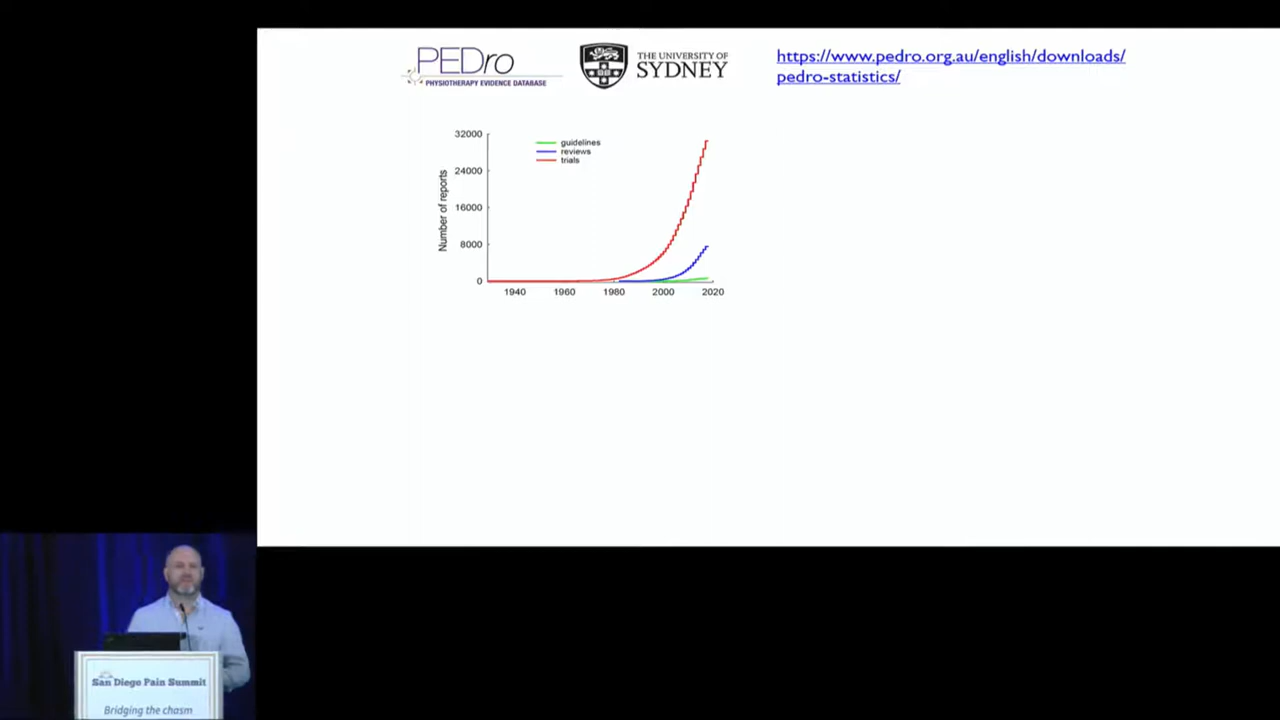 PEDro
PHYSIOTHERAPY EVIDENCE DATABASE
THE UNIVERSITY OF
SYDNEY
https://www.pedro.org.au/english/downloads/
pedro-statistics/
32000
24000
16000
8000
0
Number of reports
guidelines
reviews
trials
1940
1960
1980
2000
2020
San Diego Pain Summit
Bridging the chasm